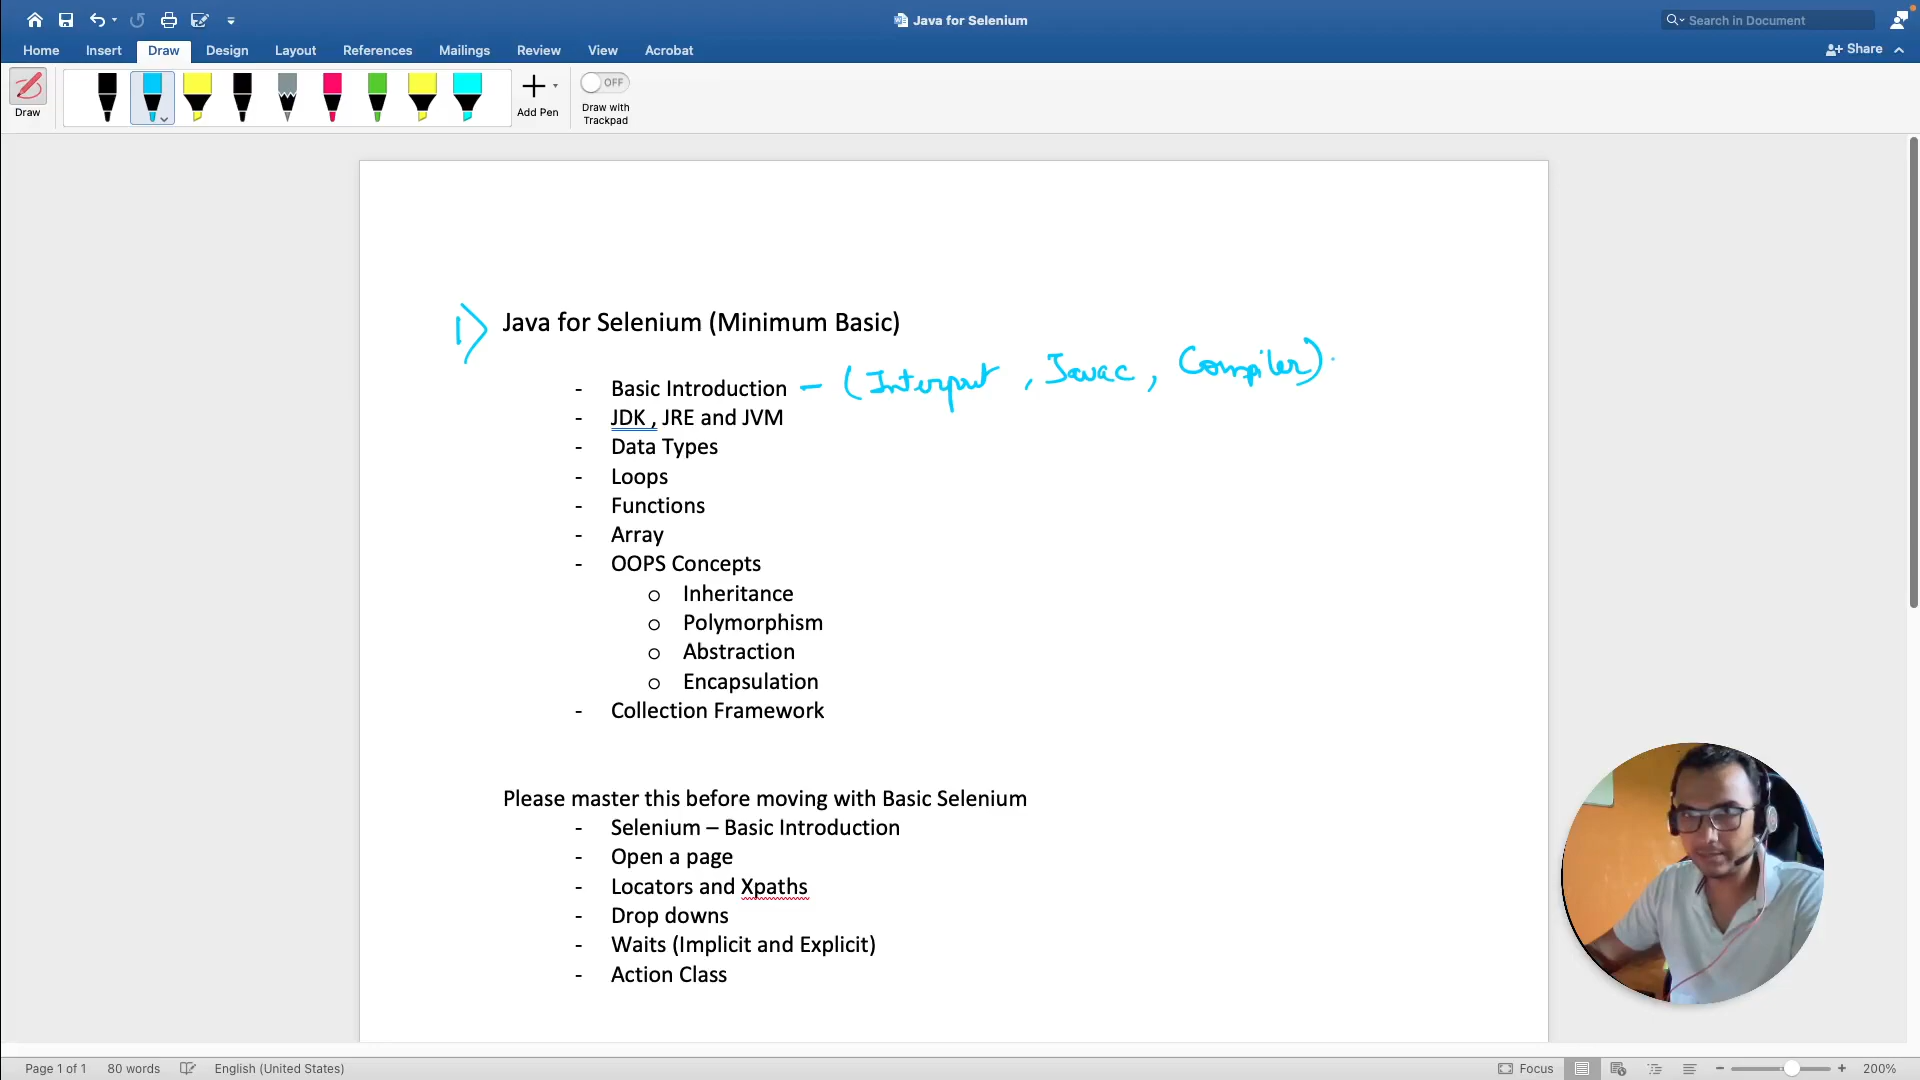 Java for Selenium
Search in Document
Home Insert Draw Design Layout References Mailings Review View Acrobat
Share
Draw
Add Pen
OFF
Draw with
Trackpad
1) Java for Selenium (Minimum Basic)
- Basic Introduction – (Interput, Javac, Compiler).
- JDK , JRE and JVM
- Data Types
- Loops
- Functions
- Array
- OOPS Concepts
o Inheritance
o Polymorphism
o Abstraction
o Encapsulation
- Collection Framework
Please master this before moving with Basic Selenium
- Selenium – Basic Introduction
- Open a page
- Locators and Xpaths
- Drop downs
- Waits (Implicit and Explicit)
- Action Class
Page 1 of 1 80 words English (United States) Focus 200%